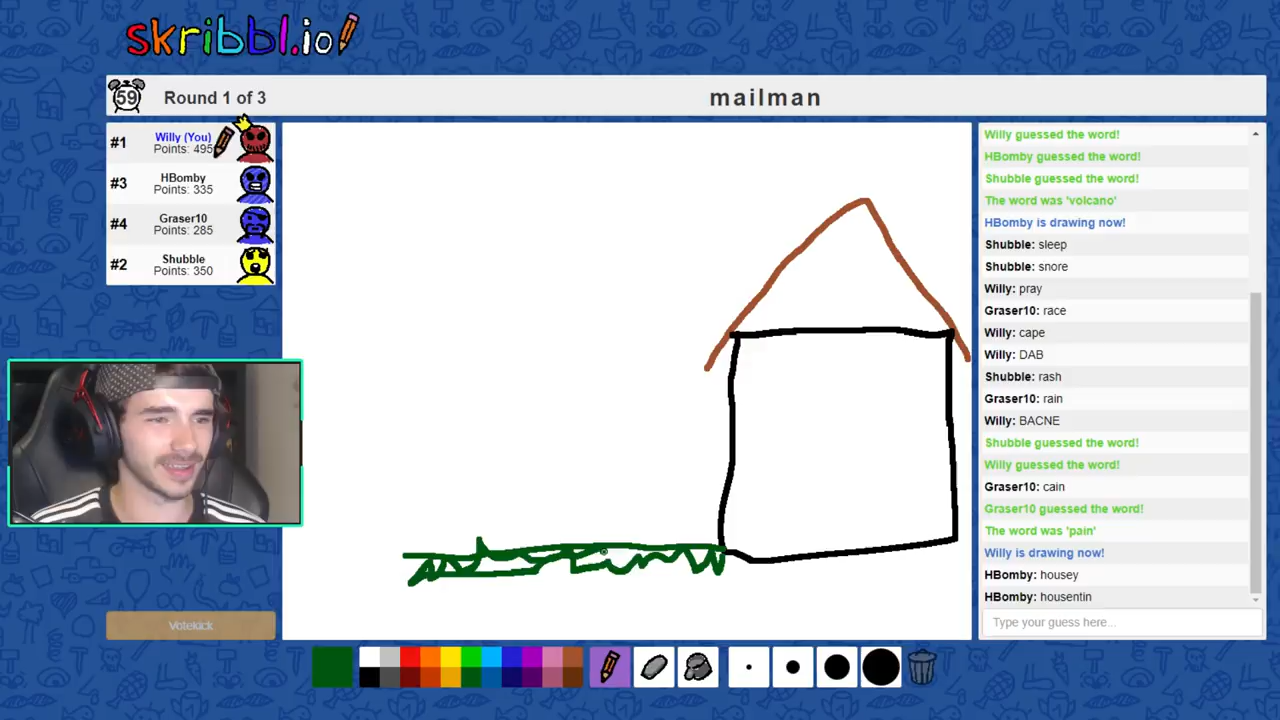 skribbl.io
59
Round 1 of 3
mailman
#1
Willy (You)
Points: 495
#3
HBomby
Points: 335
#4
Graser10
Points: 285
#2
Shubble
Points: 350
Votekick
Willy guessed the word!
HBomby guessed the word!
Shubble guessed the word!
The word was 'volcano'
HBomby is drawing now!
Shubble: sleep
Shubble: snore
Willy: pray
Graser10: race
Willy: cape
Willy: DAB
Shubble: rash
Graser10: rain
Willy: BACNE
Shubble guessed the word!
Willy guessed the word!
Graser10: cain
Graser10 guessed the word!
The word was 'pain'
Willy is drawing now!
HBomby: housey
HBomby: housentin
Type your guess here...